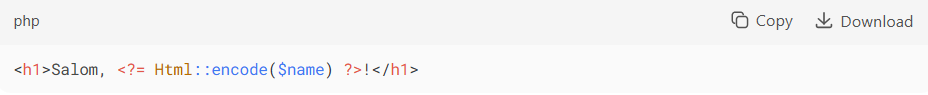 php
Copy
Download
<h1>Salom, <?= Html::encode($name) ?>!</h1>